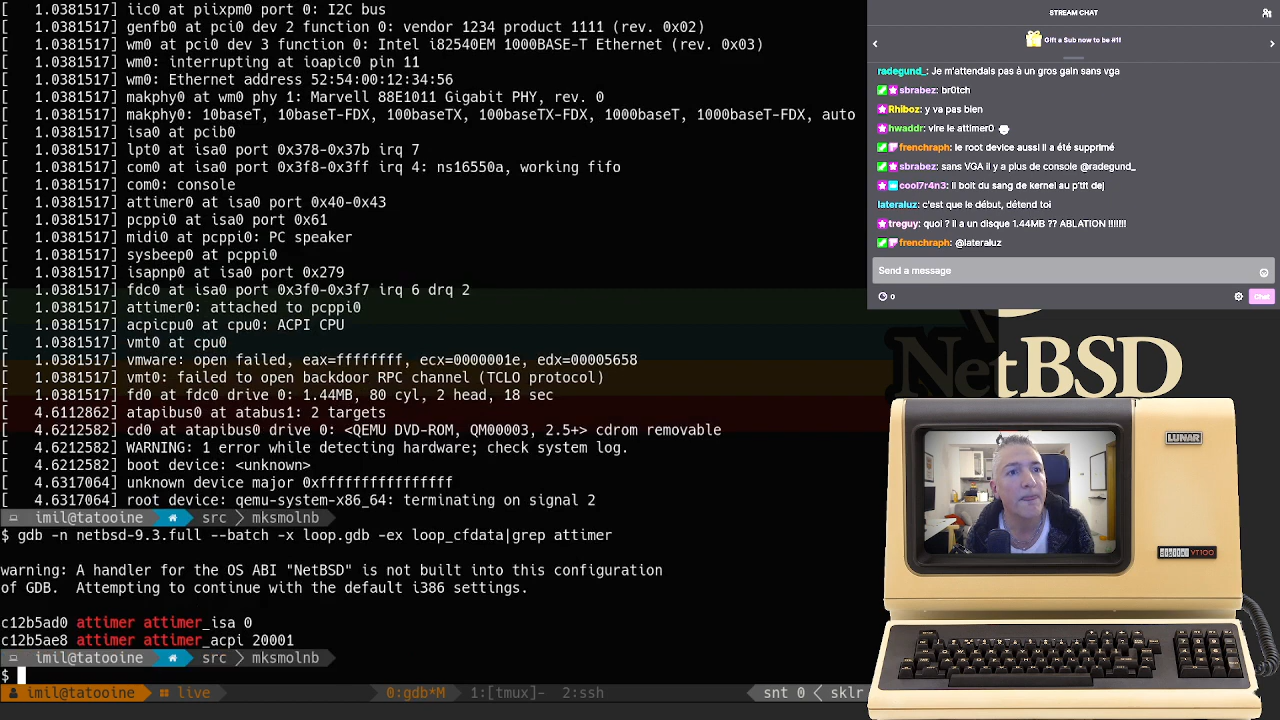 [   1.0381517] iic0 at piixpm0 port 0: I2C bus
[   1.0381517] genfb0 at pci0 dev 2 function 0: vendor 1234 product 1111 (rev. 0x02)
[   1.0381517] wm0 at pci0 dev 3 function 0: Intel i82540EM 1000BASE-T Ethernet (rev. 0x03)
[   1.0381517] wm0: interrupting at ioapic0 pin 11
[   1.0381517] wm0: Ethernet address 52:54:00:12:34:56
[   1.0381517] makphy0 at wm0 phy 1: Marvell 88E1011 Gigabit PHY, rev. 0
[   1.0381517] makphy0: 10baseT, 10baseT-FDX, 100baseTX, 100baseTX-FDX, 1000baseT, 1000baseT-FDX, auto
[   1.0381517] isa0 at pcib0
[   1.0381517] lpt0 at isa0 port 0x378-0x37b irq 7
[   1.0381517] com0 at isa0 port 0x3f8-0x3ff irq 4: ns16550a, working fifo
[   1.0381517] com0: console
[   1.0381517] attimer0 at isa0 port 0x40-0x43
[   1.0381517] pcppi0 at isa0 port 0x61
[   1.0381517] midi0 at pcppi0: PC speaker
[   1.0381517] sysbeep0 at pcppi0
[   1.0381517] isapnp0 at isa0 port 0x279
[   1.0381517] fdc0 at isa0 port 0x3f0-0x3f7 irq 6 drq 2
[   1.0381517] attimer0: attached to pcppi0
[   1.0381517] acpicpu0 at cpu0: ACPI CPU
[   1.0381517] vmt0 at cpu0
[   1.0381517] vmware: open failed, eax=ffffffff, ecx=0000001e, edx=00005658
[   1.0381517] vmt0: failed to open backdoor RPC channel (TCLO protocol)
[   1.0381517] fd0 at fdc0 drive 0: 1.44MB, 80 cyl, 2 head, 18 sec
[   4.6112862] atapibus0 at atabus1: 2 targets
[   4.6212582] cd0 at atapibus0 drive 0: <QEMU DVD-ROM, QM00003, 2.5+> cdrom removable
[   4.6212582] WARNING: 1 error while detecting hardware; check system log.
[   4.6212582] boot device: <unknown>
[   4.6317064] unknown device major 0xffffffffffffffff
[   4.6317064] root device: qemu-system-x86_64: terminating on signal 2
imil@tatooine src mksmolnb
$ gdb -n netbsd-9.3.full --batch -x loop.gdb -ex loop_cfdata|grep attimer
warning: A handler for the OS ABI "NetBSD" is not built into this configuration
of GDB.  Attempting to continue with the default i386 settings.
c12b5ad0 attimer attimer_isa 0
c12b5ae8 attimer attimer_acpi 20001
imil@tatooine src mksmolnb
$
imil@tatooine live 0:gdb*M 1:[tmux]- 2:ssh snt 0 < sklr
STREAM CHAT
Gift a Sub now to be #1!
radegund_: Je m'attendais pas à un gros gain sans vga
sbrabez: br0tch
Rhiboz: y va pas bien
hwaddr: vire le attimer0
frenchraph: le root device aussi il a été supprimé
sbrabez: sans VGA il y a plus de console @radegund_
cool7r4n3: Il boit du sang de kernel au p'tit dej
lateraluz: c'est que le début, détend toi
treguy: quoi ? il a un disque 1.44MB ?? ABLATION !!!!!!!
frenchraph: @lateraluz
Send a message
0
Chat
NetBSD
LUNAR
digital YT100